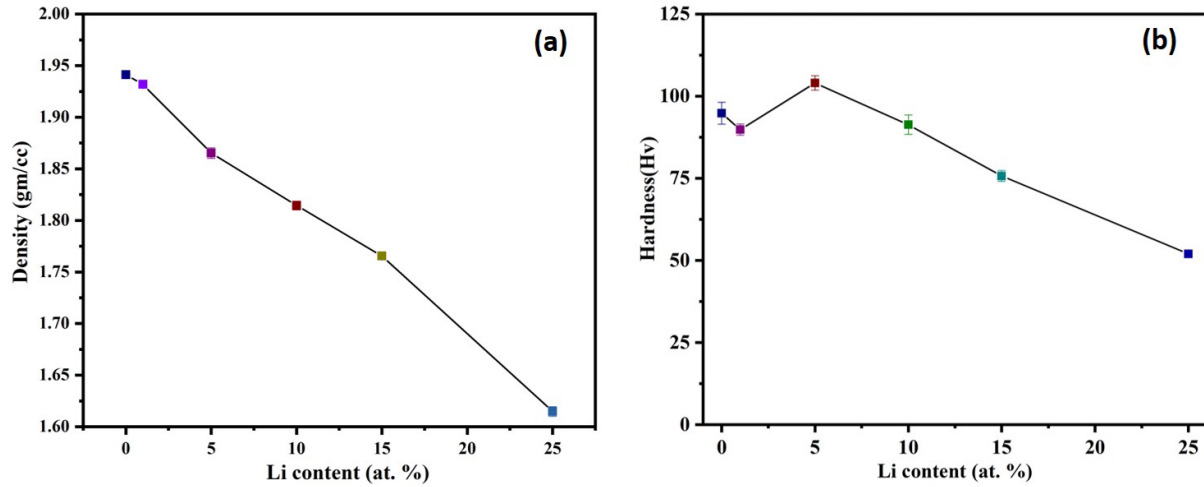 (a)
Density (gm/cc)
2.00
1.95
1.90
1.85
1.80
1.75
1.70
1.65
1.60
0 5 10 15 20 25
Li content (at. %)
(b)
Hardness(Hv)
125
100
75
50
25
0
0 5 10 15 20 25
Li content (at. %)